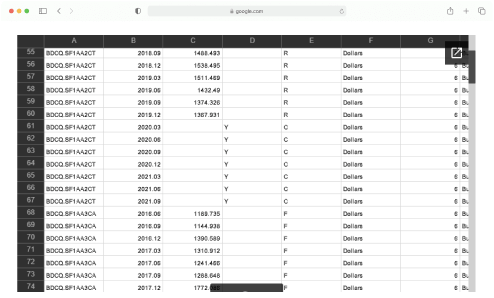 google.com
A B C D E F G
55 BDCQ.SF1AA2CT 2018.09 1488.493 R Dollars
56 BDCQ.SF1AA2CT 2018.12 1538.495 R Dollars 6 Bu
57 BDCQ.SF1AA2CT 2019.03 1511.469 R Dollars 6 Bu
58 BDCQ.SF1AA2CT 2019.06 1432.49 R Dollars 6 Bu
59 BDCQ.SF1AA2CT 2019.09 1374.326 R Dollars 6 Bu
60 BDCQ.SF1AA2CT 2019.12 1367.931 R Dollars 6 Bu
61 BDCQ.SF1AA2CT 2020.03 Y C Dollars 6 Bu
62 BDCQ.SF1AA2CT 2020.06 Y C Dollars 6 Bu
63 BDCQ.SF1AA2CT 2020.09 Y C Dollars 6 Bu
64 BDCQ.SF1AA2CT 2020.12 Y C Dollars 6 Bu
65 BDCQ.SF1AA2CT 2021.03 Y C Dollars 6 Bu
66 BDCQ.SF1AA2CT 2021.06 Y C Dollars 6 Bu
67 BDCQ.SF1AA2CT 2021.09 Y C Dollars 6 Bu
68 BDCQ.SF1AA3CA 2016.06 1169.735 F Dollars 6 Bu
69 BDCQ.SF1AA3CA 2016.09 1144.938 F Dollars 6 Bu
70 BDCQ.SF1AA3CA 2016.12 1390.589 F Dollars 6 Bu
71 BDCQ.SF1AA3CA 2017.03 1310.912 F Dollars 6 Bu
72 BDCQ.SF1AA3CA 2017.06 1241.466 F Dollars 6 Bu
73 BDCQ.SF1AA3CA 2017.09 1268.648 F Dollars 6 Bu
74 BDCQ.SF1AA3CA 2017.12 F Dollars 6 Bu